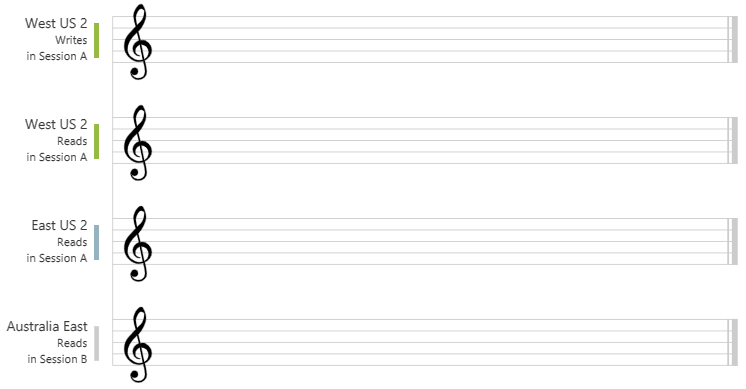 West US 2
Writes
in Session A
West US 2
Reads
in Session A
East US 2
Reads
in Session A
Australia East
Reads
in Session B